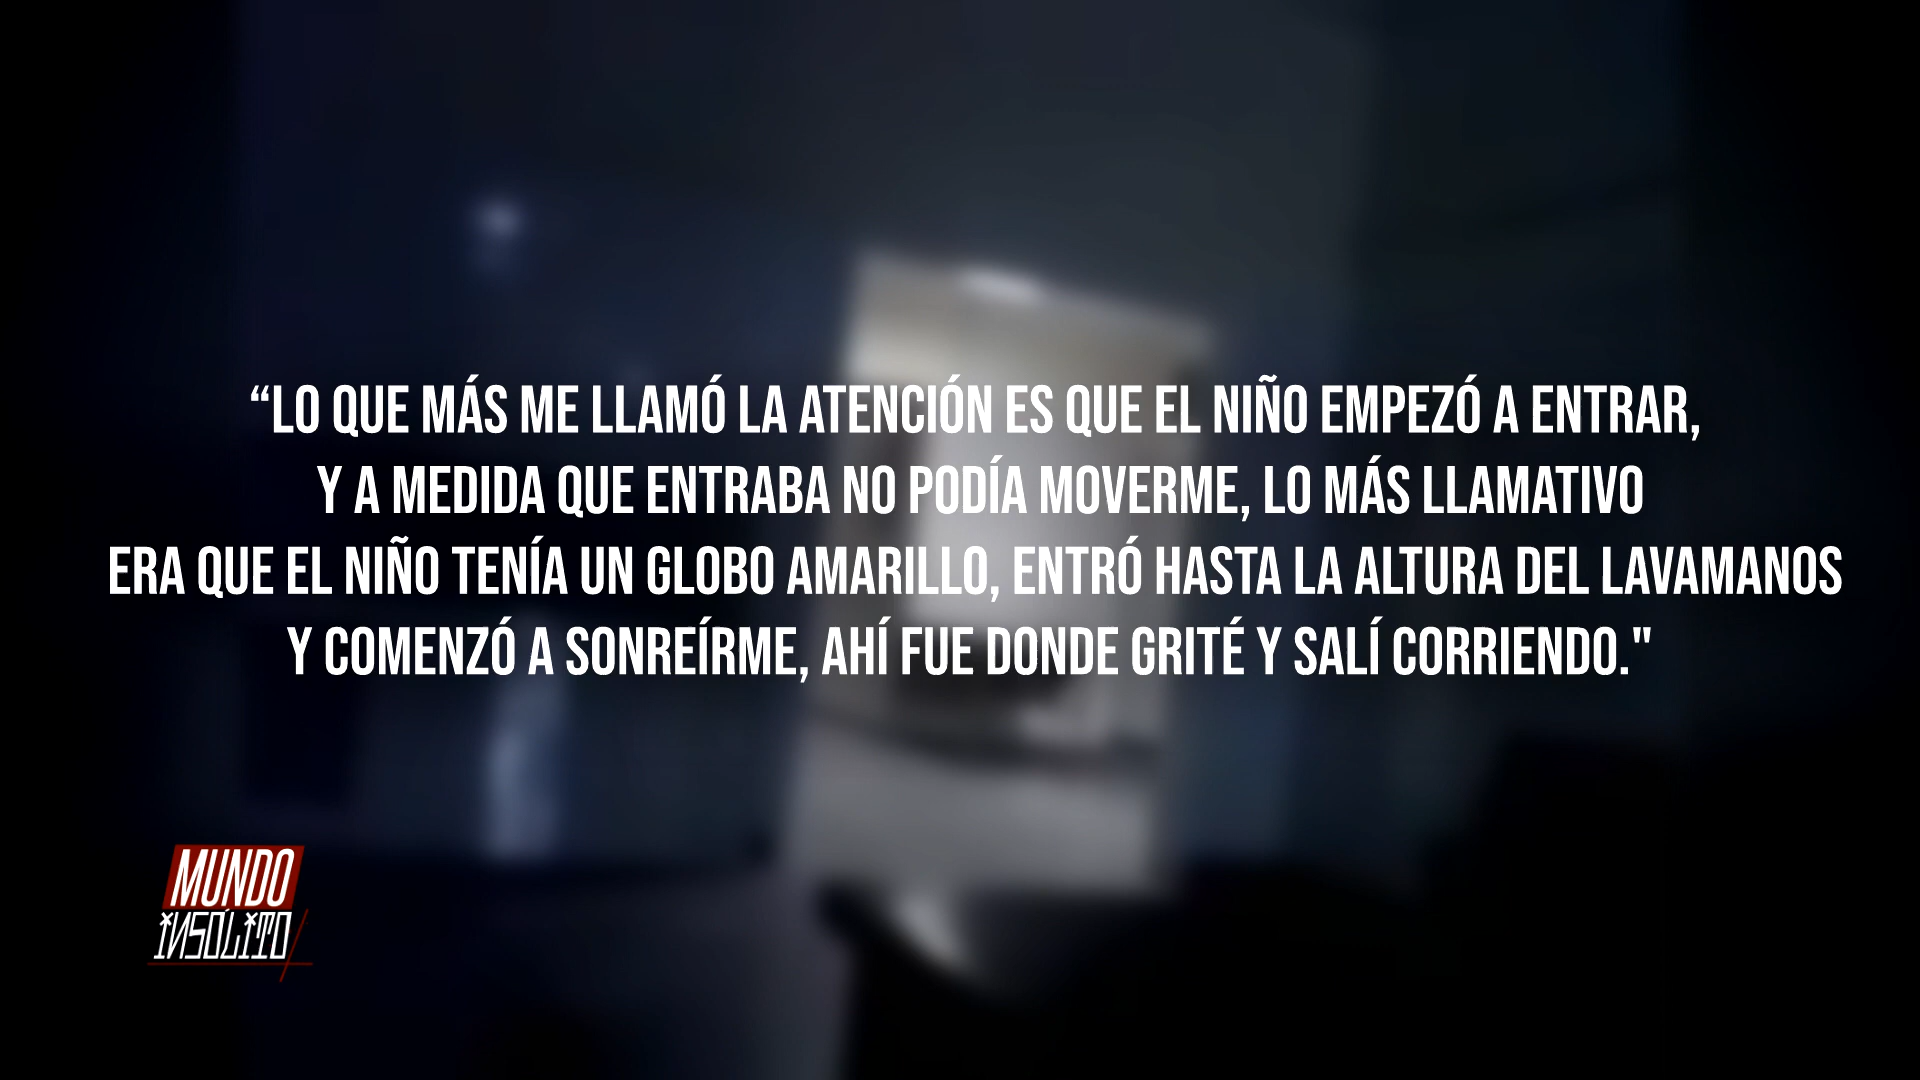 “LO QUE MÁS ME LLAMÓ LA ATENCIÓN ES QUE EL NIÑO EMPEZÓ A ENTRAR,
Y A MEDIDA QUE ENTRABA NO PODÍA MOVERME, LO MÁS LLAMATIVO
ERA QUE EL NIÑO TENÍA UN GLOBO AMARILLO, ENTRÓ HASTA LA ALTURA DEL LAVAMANOS
Y COMENZÓ A SONREÍRME, AHÍ FUE DONDE GRITÉ Y SALÍ CORRIENDO."
MUNDO
INSÓLITO